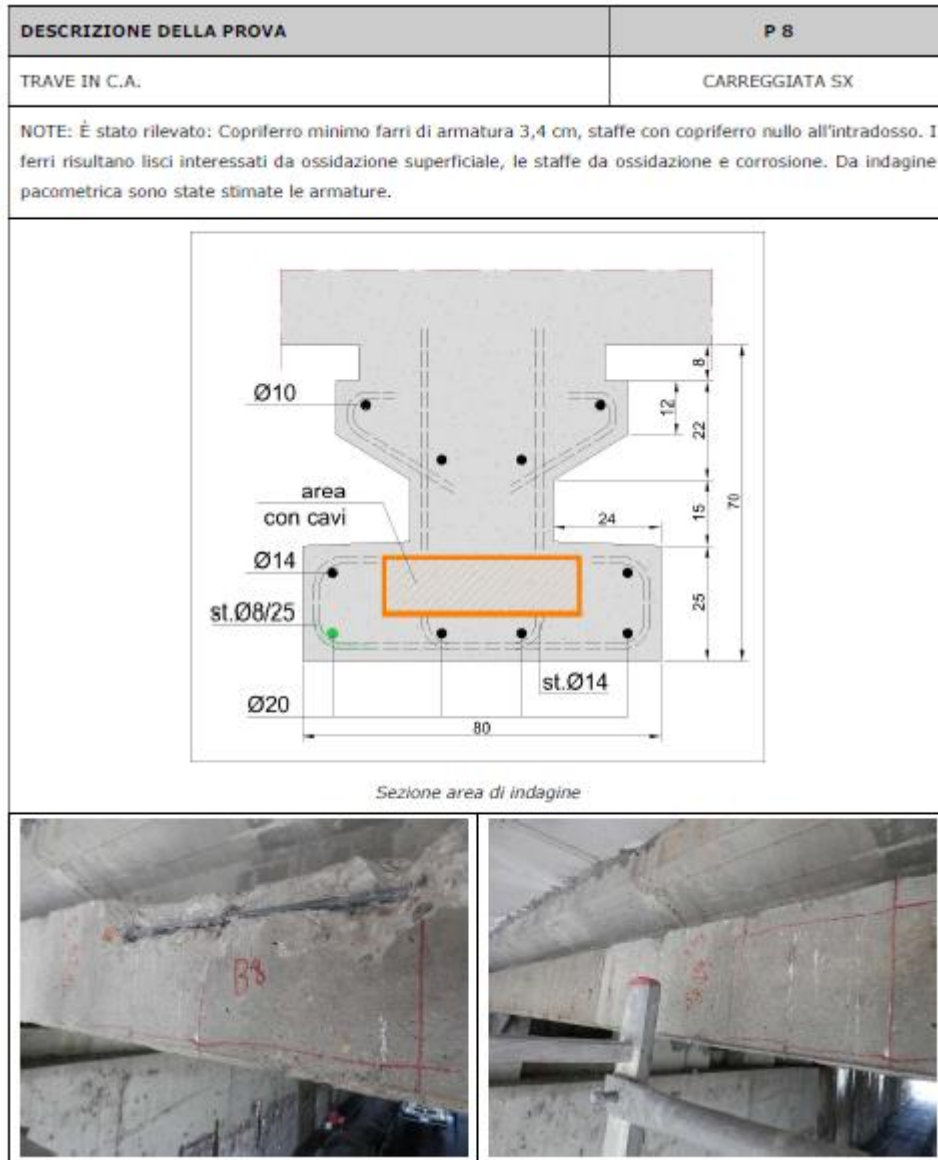 DESCRIZIONE DELLA PROVA
P 8
TRAVE IN C.A.
CARREGGIATA SX
NOTE: È stato rilevato: Copriferro minimo farri di armatura 3,4 cm, staffe con copriferro nullo all'intradosso. I
ferri risultano lisci interessati da ossidazione superficiale, le staffe da ossidazione e corrosione. Da indagine
pacometrica sono state stimate le armature.
8
Ø10
12
22
area
con cavi
24
15
70
Ø14
st.Ø8/25
25
st.Ø14
Ø20
80
Sezione area di indagine
B8